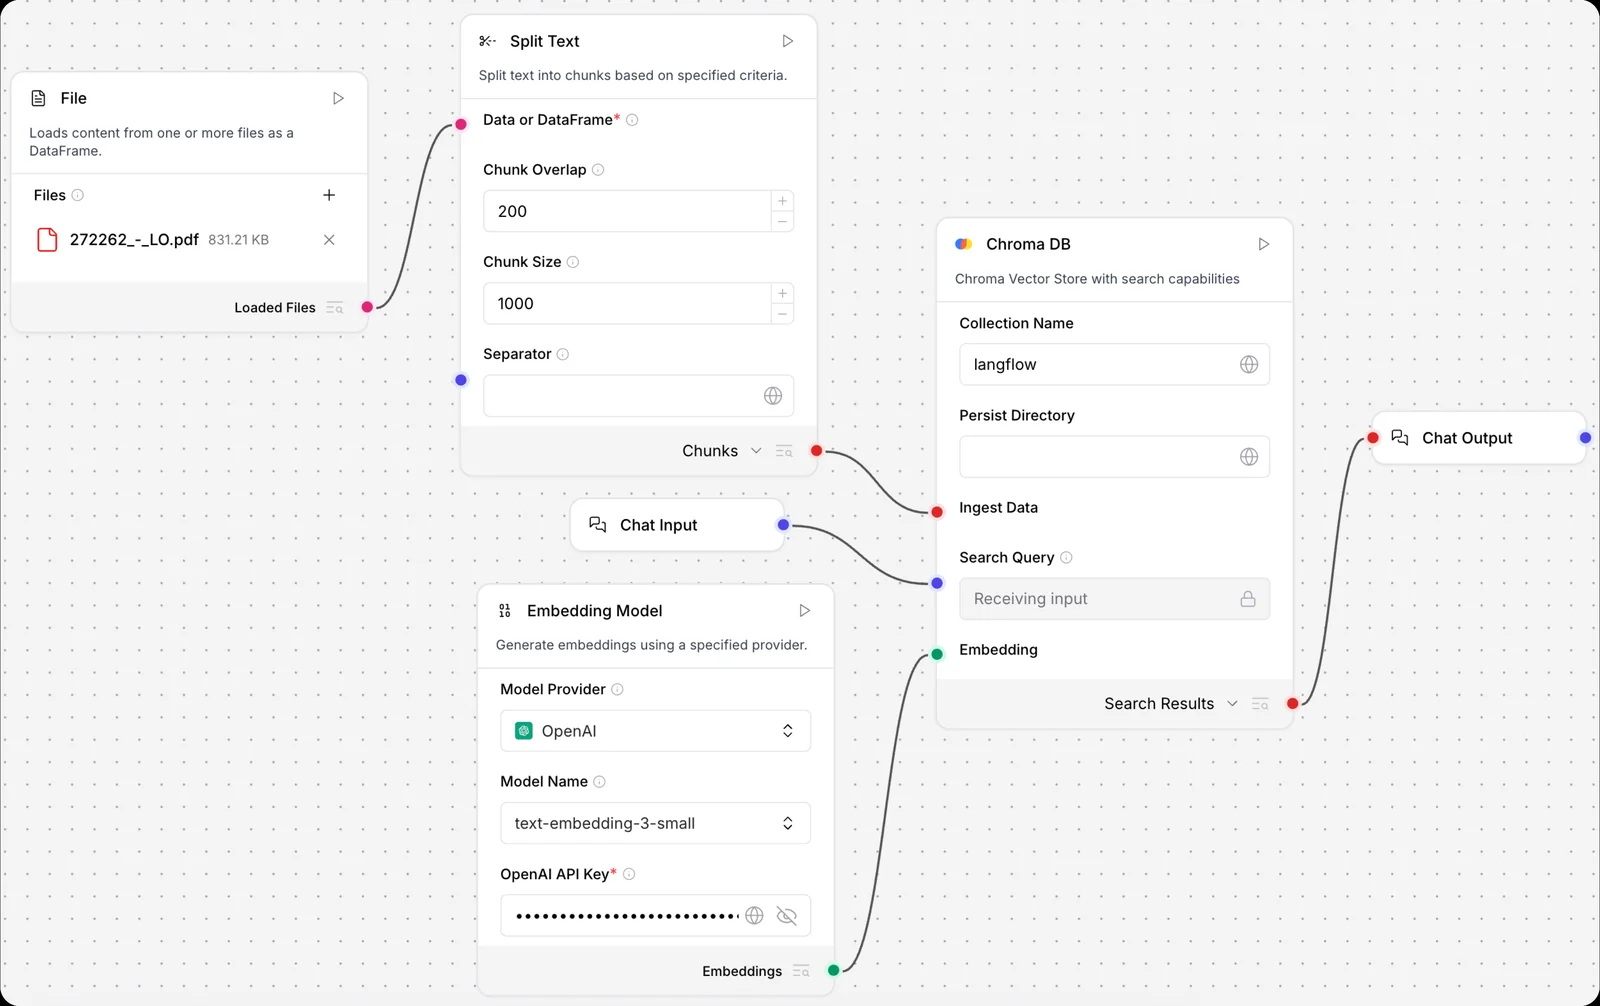 File
Loads content from one or more files as a
DataFrame.
Files
272262_-_LO.pdf 831.21 KB
Loaded Files
Split Text
Split text into chunks based on specified criteria.
Data or DataFrame*
Chunk Overlap
200
Chunk Size
1000
Separator
Chunks
Chat Input
Embedding Model
Generate embeddings using a specified provider.
Model Provider
OpenAI
Model Name
text-embedding-3-small
OpenAI API Key*
••••••••••••••••••••••••••
Embeddings
Chroma DB
Chroma Vector Store with search capabilities
Collection Name
langflow
Persist Directory
Ingest Data
Search Query
Receiving input
Embedding
Search Results
Chat Output